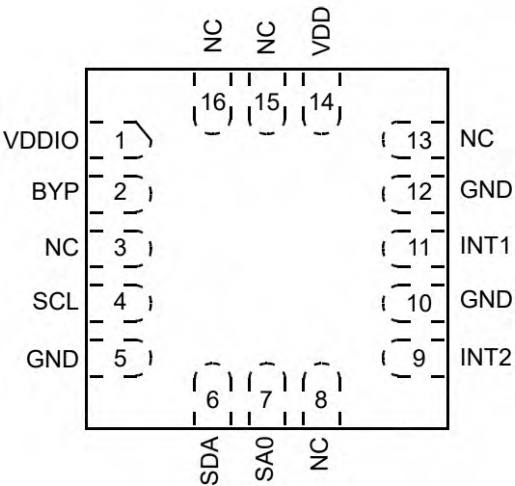 NC
NC
VDD
16
15
14
VDDIO
1
13
NC
BYP
2
12
GND
NC
3
11
INT1
SCL
4
10
GND
GND
5
9
INT2
6
7
8
SDA
SA0
NC